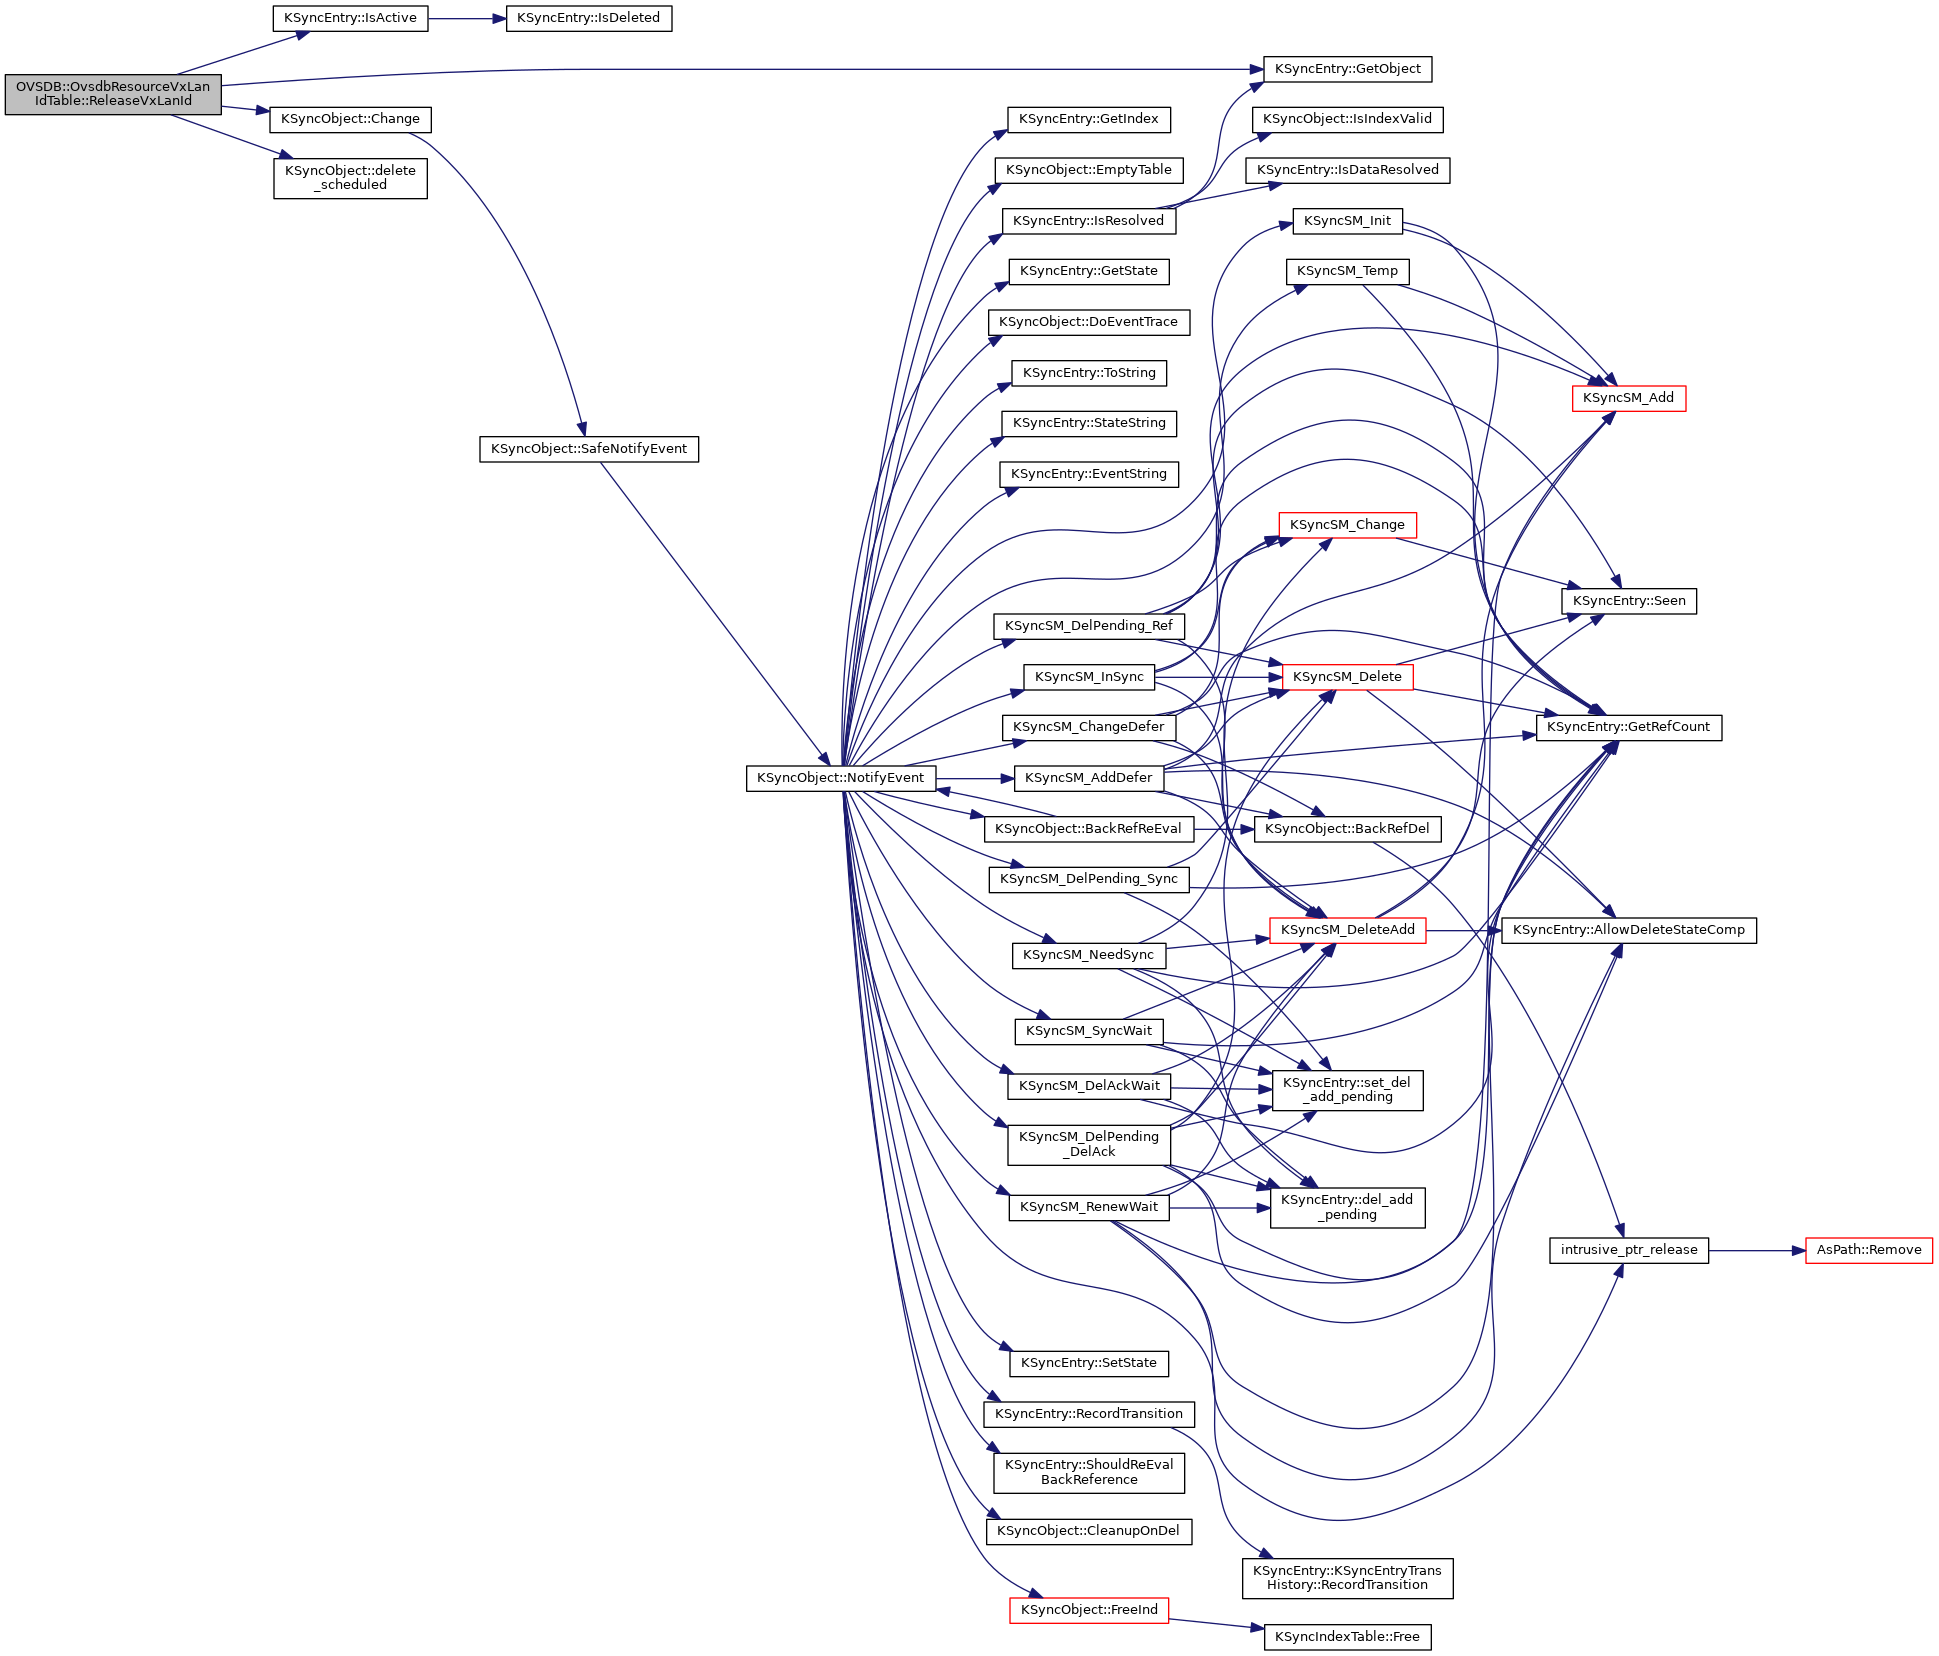 KSyncEntry::IsActive
KSyncEntry::IsDeleted
OVSDB::OvsdbResourceVxLan
IdTable::ReleaseVxLanId
KSyncEntry::GetObject
KSyncObject::Change
KSyncObject::delete
_scheduled
KSyncObject::SafeNotifyEvent
KSyncObject::NotifyEvent
KSyncEntry::GetIndex
KSyncObject::EmptyTable
KSyncEntry::IsResolved
KSyncEntry::GetState
KSyncObject::DoEventTrace
KSyncEntry::ToString
KSyncEntry::StateString
KSyncEntry::EventString
KSyncSM_DelPending_Ref
KSyncSM_InSync
KSyncSM_ChangeDefer
KSyncSM_AddDefer
KSyncObject::BackRefReEval
KSyncSM_DelPending_Sync
KSyncSM_NeedSync
KSyncSM_SyncWait
KSyncSM_DelAckWait
KSyncSM_DelPending
_DelAck
KSyncSM_RenewWait
KSyncEntry::SetState
KSyncEntry::RecordTransition
KSyncEntry::ShouldReEval
BackReference
KSyncObject::CleanupOnDel
KSyncObject::FreeInd
KSyncObject::IsIndexValid
KSyncEntry::IsDataResolved
KSyncSM_Init
KSyncSM_Temp
KSyncSM_Change
KSyncSM_Delete
KSyncObject::BackRefDel
KSyncSM_DeleteAdd
KSyncEntry::set_del
_add_pending
KSyncEntry::del_add
_pending
KSyncEntry::KSyncEntryTrans
History::RecordTransition
KSyncIndexTable::Free
KSyncSM_Add
KSyncEntry::Seen
KSyncEntry::GetRefCount
KSyncEntry::AllowDeleteStateComp
intrusive_ptr_release
AsPath::Remove